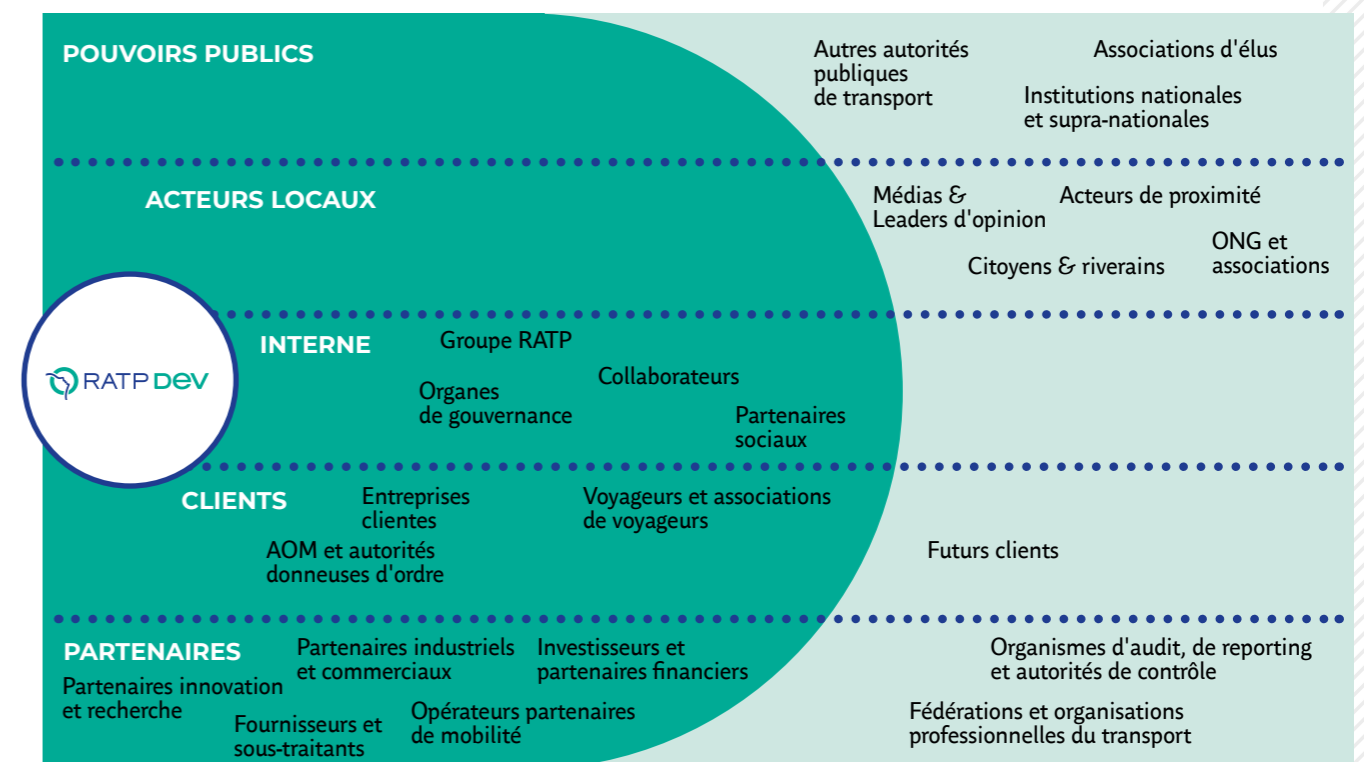 POUVOIRS PUBLICS
Autres autorités
publiques
de transport
Associations d'élus
Institutions nationales
et supra-nationales
ACTEURS LOCAUX
Médias &
Leaders d'opinion
Acteurs de proximité
Citoyens & riverains
ONG et
associations
RATP DEV
INTERNE
Groupe RATP
Organes
de gouvernance
Collaborateurs
Partenaires
sociaux
CLIENTS
Entreprises
clientes
Voyageurs et associations
de voyageurs
AOM et autorités
donneuses d'ordre
Futurs clients
PARTENAIRES
Partenaires innovation
et recherche
Partenaires industriels
et commerciaux
Investisseurs et
partenaires financiers
Fournisseurs et
sous-traitants
Opérateurs partenaires
de mobilité
Organismes d'audit, de reporting
et autorités de contrôle
Fédérations et organisations
professionnelles du transport